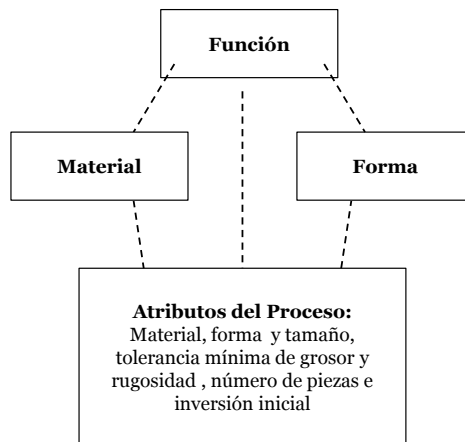 Función
Material
Forma
Atributos del Proceso:
Material, forma y tamaño,
tolerancia mínima de grosor y
rugosidad , número de piezas e
inversión inicial